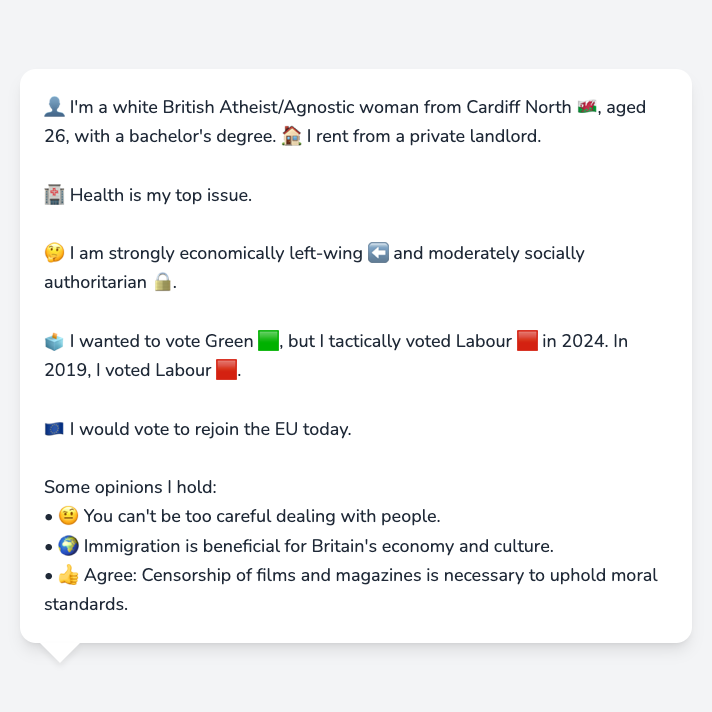 👤 I'm a white British Atheist/Agnostic woman from Cardiff North 🏴󠁧󠁢󠁷󠁬󠁳󠁿, aged
26, with a bachelor's degree. 🏠 I rent from a private landlord.
🏥 Health is my top issue.
🤔 I am strongly economically left-wing ⬅️ and moderately socially
authoritarian 🔒.
🗳️ I wanted to vote Green 🟩, but I tactically voted Labour 🟥 in 2024. In
2019, I voted Labour 🟥.
🇪🇺 I would vote to rejoin the EU today.
Some opinions I hold:
• 🤨 You can't be too careful dealing with people.
• 🌍 Immigration is beneficial for Britain's economy and culture.
• 👍 Agree: Censorship of films and magazines is necessary to uphold moral
standards.